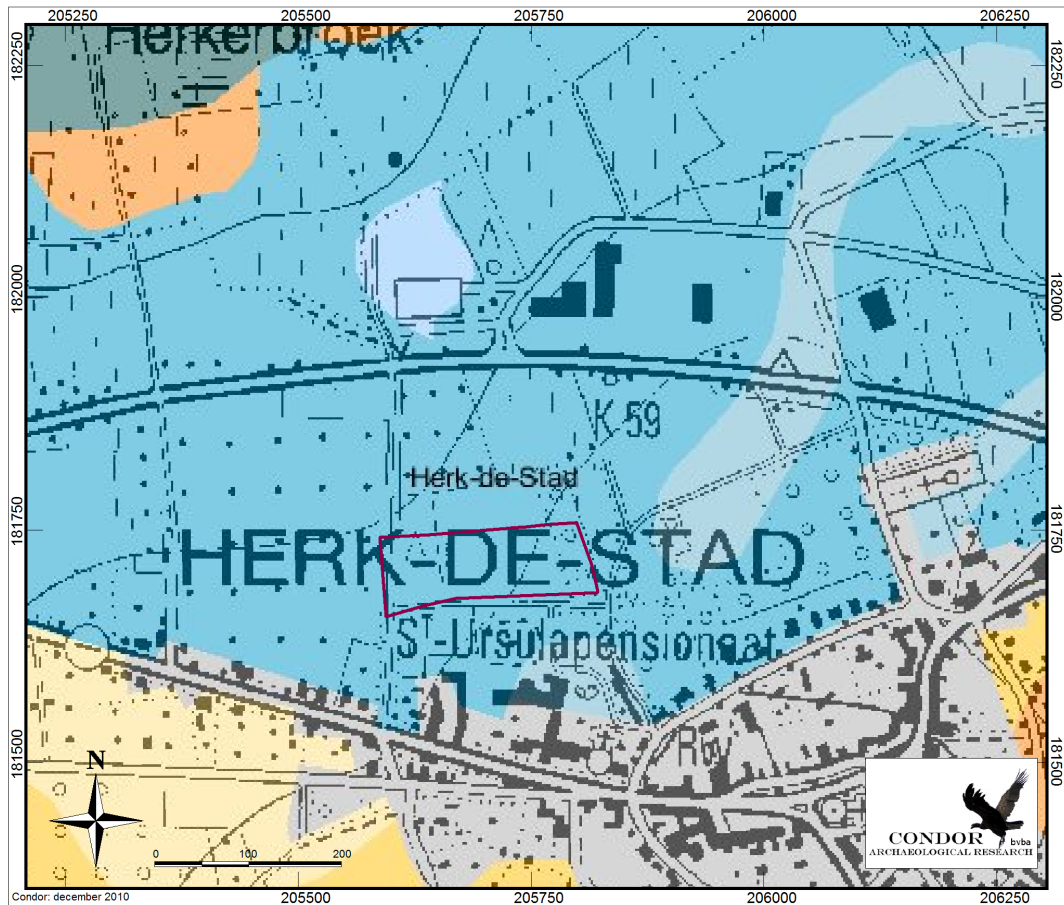 205250 205500 205750 206000 206250
182250 182250
Herkerbroek
182000 182000
K 59
Herk-de-Stad
181750 181750
HERK-DE-STAD
St-Ursulapensionaat
181500 181500
N
0 100 200
CONDOR bvba
ARCHAEOLOGICAL RESEARCH
Condor: december 2010
205500 205750 206000 206250